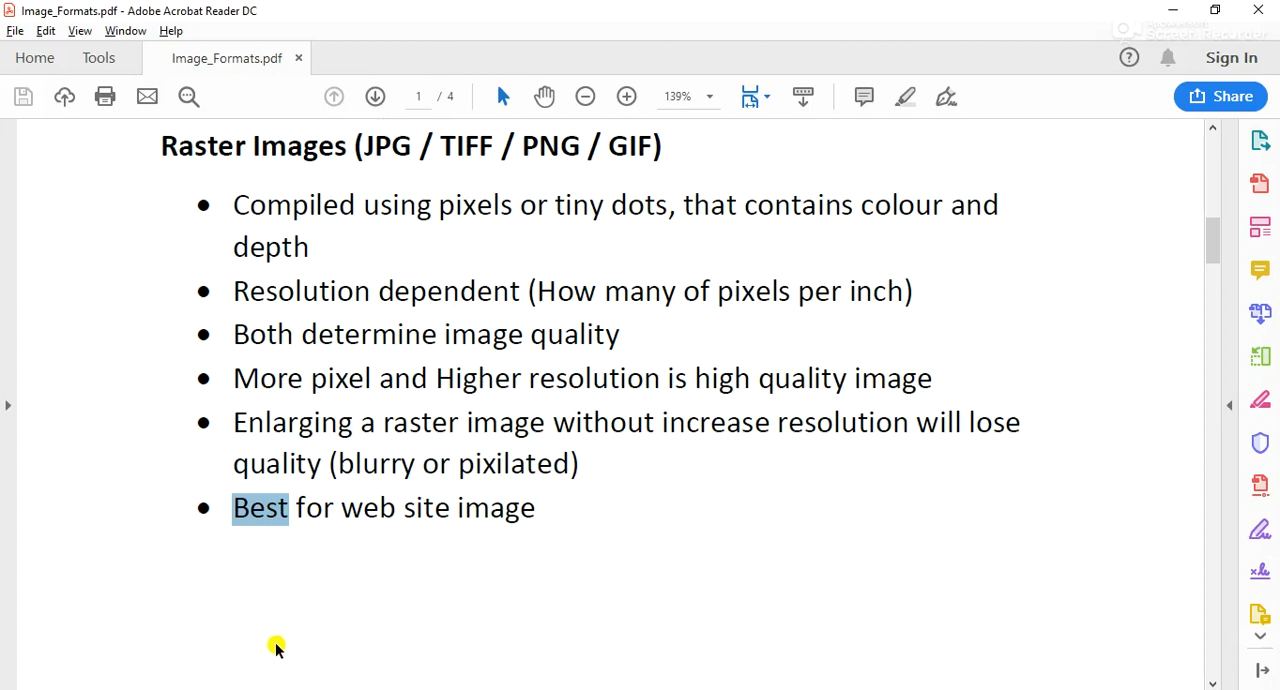 Image_Formats.pdf - Adobe Acrobat Reader DC
File Edit View Window Help
Screen Recorder
Home Tools Image_Formats.pdf × Sign In
1 / 4 139% Share
Raster Images (JPG / TIFF / PNG / GIF)
• Compiled using pixels or tiny dots, that contains colour and
depth
• Resolution dependent (How many of pixels per inch)
• Both determine image quality
• More pixel and Higher resolution is high quality image
• Enlarging a raster image without increase resolution will lose
quality (blurry or pixilated)
• Best for web site image